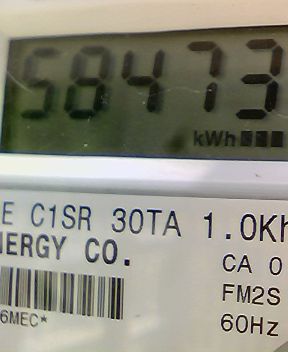 58473
kWh
E C1SR 30TA 1.0Kh
NERGY CO.
CA 0
FM2S
6MEC*
60Hz